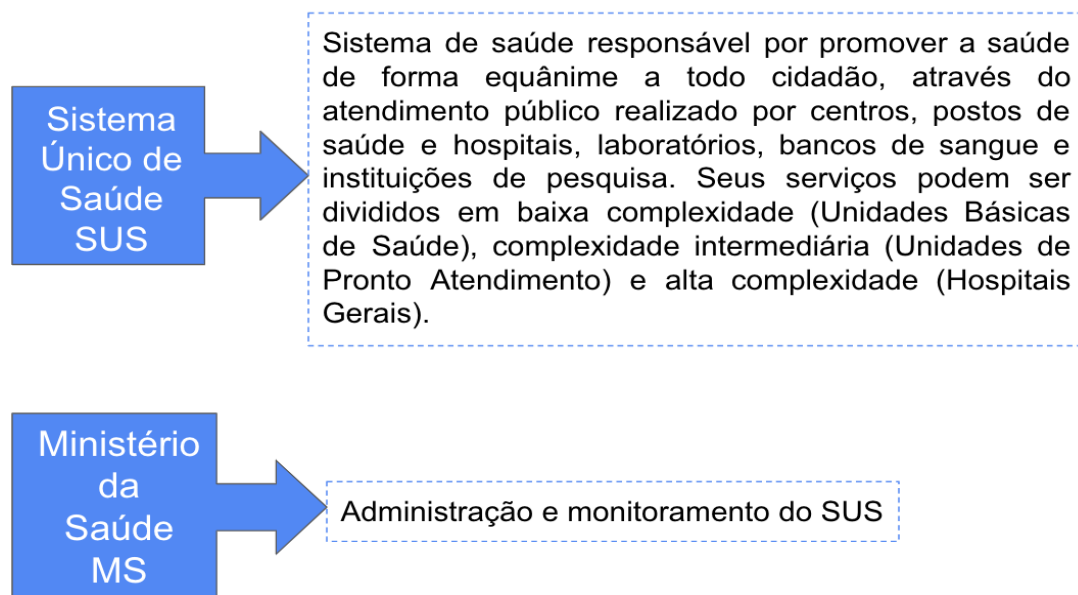 Sistema
Único de
Saúde
SUS
Sistema de saúde responsável por promover a saúde
de forma equânime a todo cidadão, através do
atendimento público realizado por centros, postos de
saúde e hospitais, laboratórios, bancos de sangue e
instituições de pesquisa. Seus serviços podem ser
divididos em baixa complexidade (Unidades Básicas
de Saúde), complexidade intermediária (Unidades de
Pronto Atendimento) e alta complexidade (Hospitais
Gerais).
Ministério
da
Saúde
MS
Administração e monitoramento do SUS